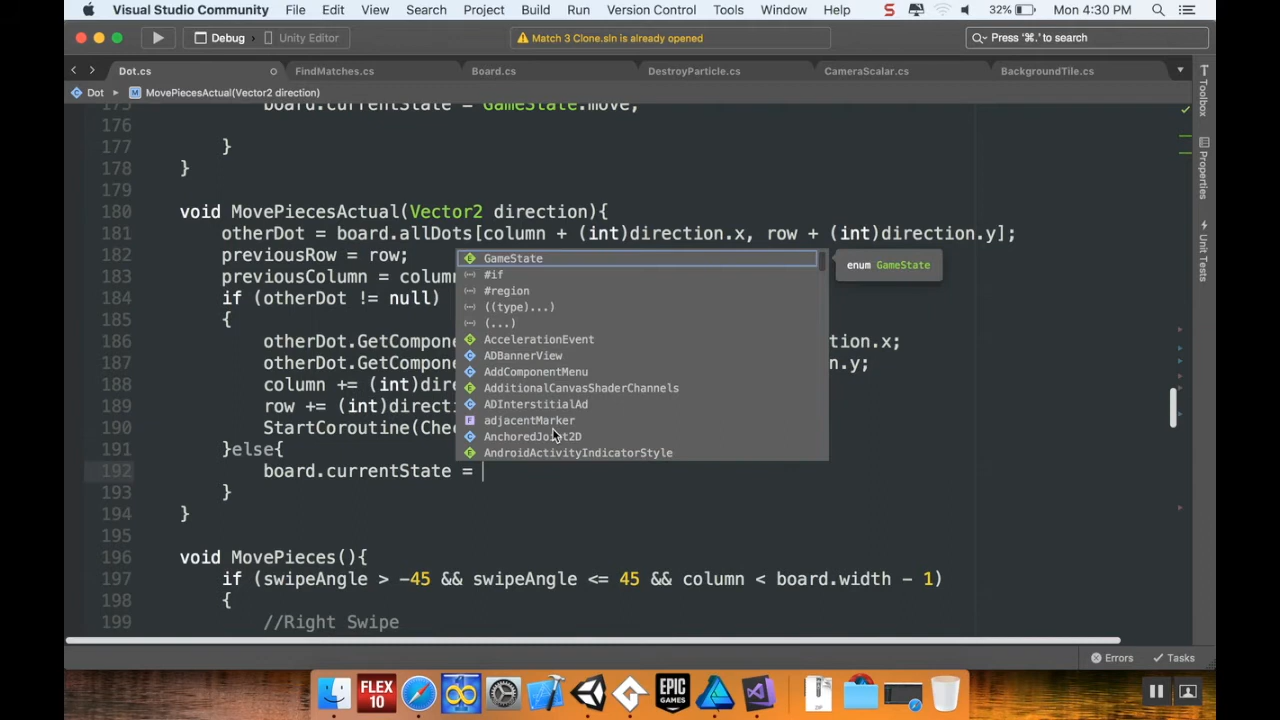 Visual Studio Community File Edit View Search Project Build Run Version Control Tools Window Help S 32% Mon 4:30 PM
Debug Unity Editor Match 3 Clone.sln is already opened Press '⌘.' to search
Dot.cs FindMatches.cs Board.cs DestroyParticle.cs CameraScalar.cs BackgroundTile.cs
Dot MovePiecesActual(Vector2 direction)
175 board.currentState = GameState.move;
176
177 }
178 }
179
180 void MovePiecesActual(Vector2 direction){
181 otherDot = board.allDots[column + (int)direction.x, row + (int)direction.y];
182 previousRow = row;
183 previousColumn = colum
184 if (otherDot != null)
185 {
186 otherDot.GetCompone tion.x;
187 otherDot.GetCompone n.y;
188 column += (int)dire
189 row += (int)directi
190 StartCoroutine(Chec
191 }else{
192 board.currentState =
193 }
194 }
195
196 void MovePieces(){
197 if (swipeAngle > -45 && swipeAngle <= 45 && column < board.width - 1)
198 {
199 //Right Swipe
GameState
#if
#region
((type)...)
(...)
AccelerationEvent
ADBannerView
AddComponentMenu
AdditionalCanvasShaderChannels
ADInterstitialAd
adjacentMarker
AnchoredJoint2D
AndroidActivityIndicatorStyle
enum GameState
Toolbox
Properties
Unit Tests
Errors Tasks
FLEX
10
EPIC
GAMES
ZIP